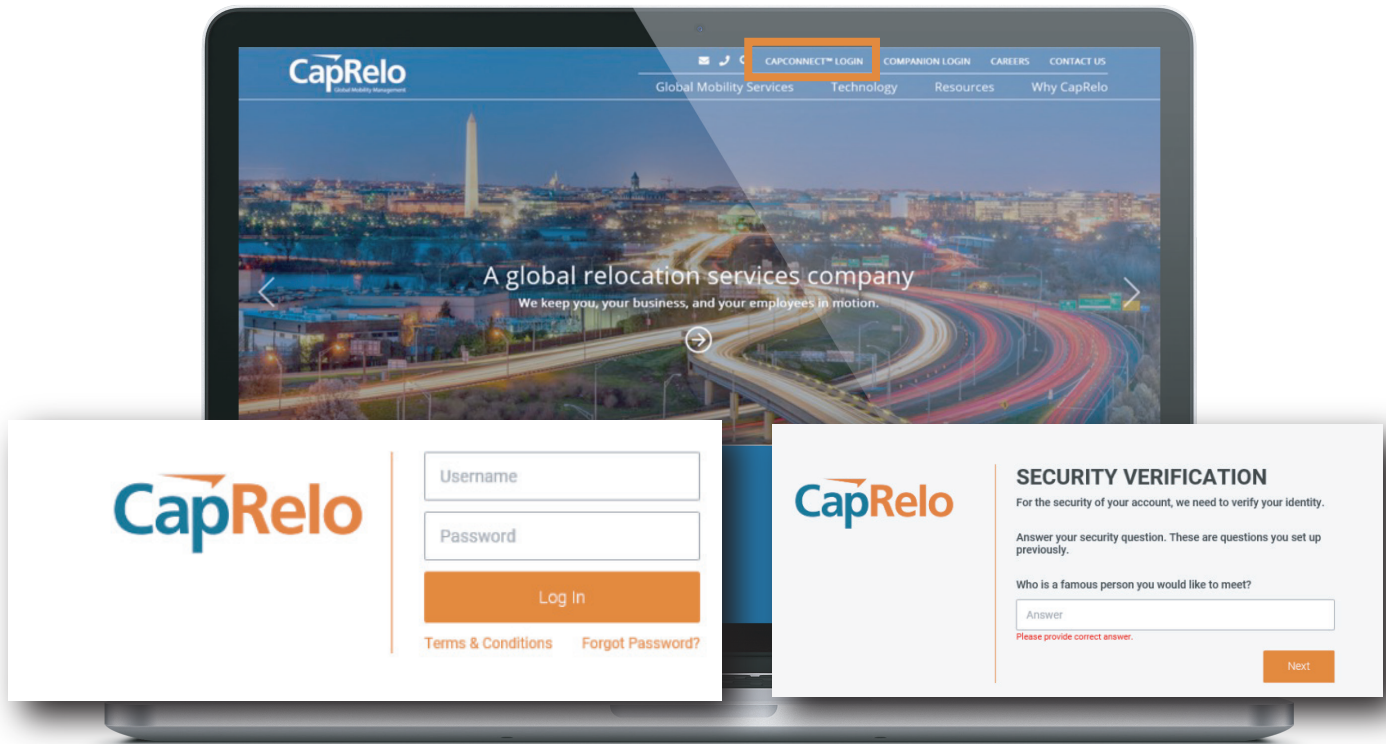 CapRelo
Global Mobility Management
CAPCONNECT™ LOGIN
COMPANION LOGIN
CAREERS
CONTACT US
Global Mobility Services
Technology
Resources
Why CapRelo
A global relocation services company
We keep you, your business, and your employees in motion.
CapRelo
Username
Password
Log In
Terms & Conditions
Forgot Password?
CapRelo
SECURITY VERIFICATION
For the security of your account, we need to verify your identity.
Answer your security question. These are questions you set up
previously.
Who is a famous person you would like to meet?
Answer
Please provide correct answer.
Next